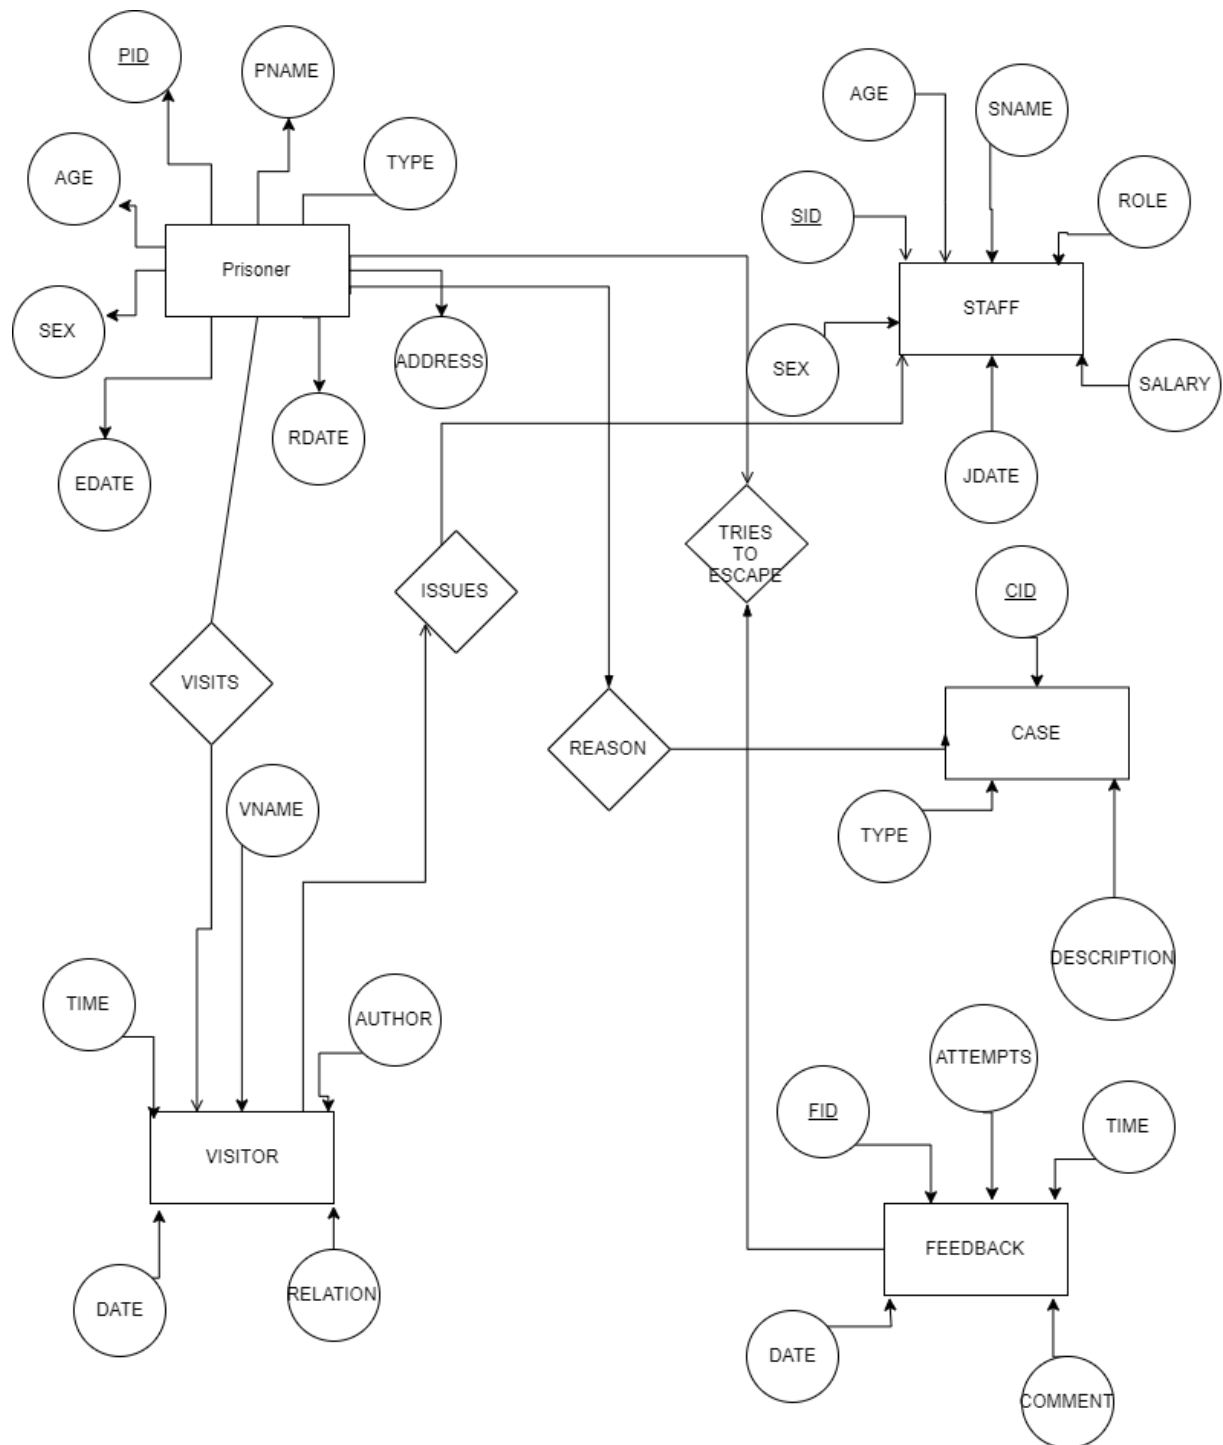 PID
PNAME
AGE
TYPE
Prisoner
SEX
ADDRESS
EDATE
RDATE
AGE
SNAME
SID
ROLE
STAFF
SEX
SALARY
JDATE
TRIES
TO
ESCAPE
ISSUES
VISITS
REASON
CID
CASE
TYPE
DESCRIPTION
VNAME
TIME
AUTHOR
VISITOR
DATE
RELATION
ATTEMPTS
FID
TIME
FEEDBACK
DATE
COMMENT